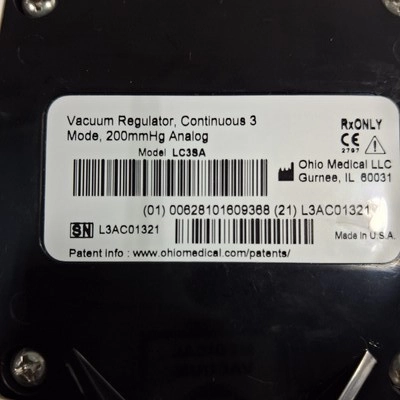 Vacuum Regulator, Continuous 3
Mode, 200mmHg Analog
RxONLY
CE
2797
Model LC3SA
Ohio Medical LLC
Gurnee, IL 60031
(01) 00628101609368 (21) L3AC01321
SN L3AC01321
Made in U.S.A.
Patent info : www.ohiomedical.com/patents/